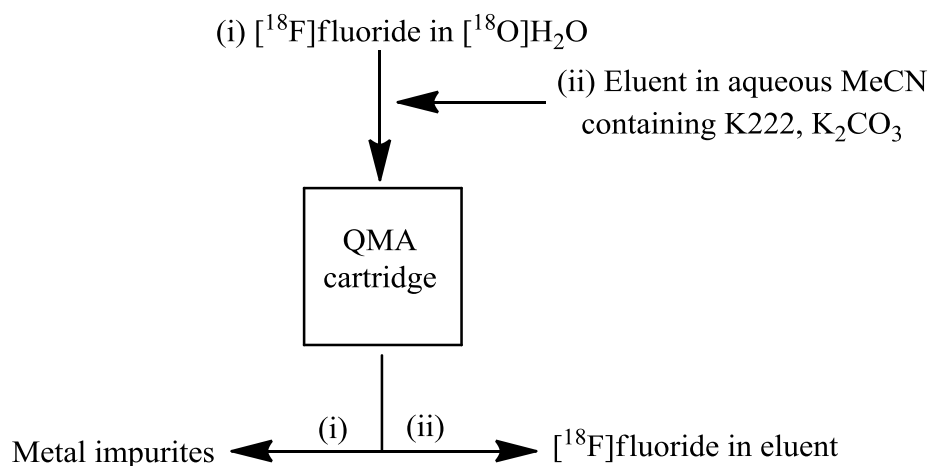 (i) [¹⁸F]fluoride in [¹⁸O]H₂O
(ii) Eluent in aqueous MeCN
containing K222, K₂CO₃
QMA
cartridge
(i)
(ii)
Metal impurites
[¹⁸F]fluoride in eluent